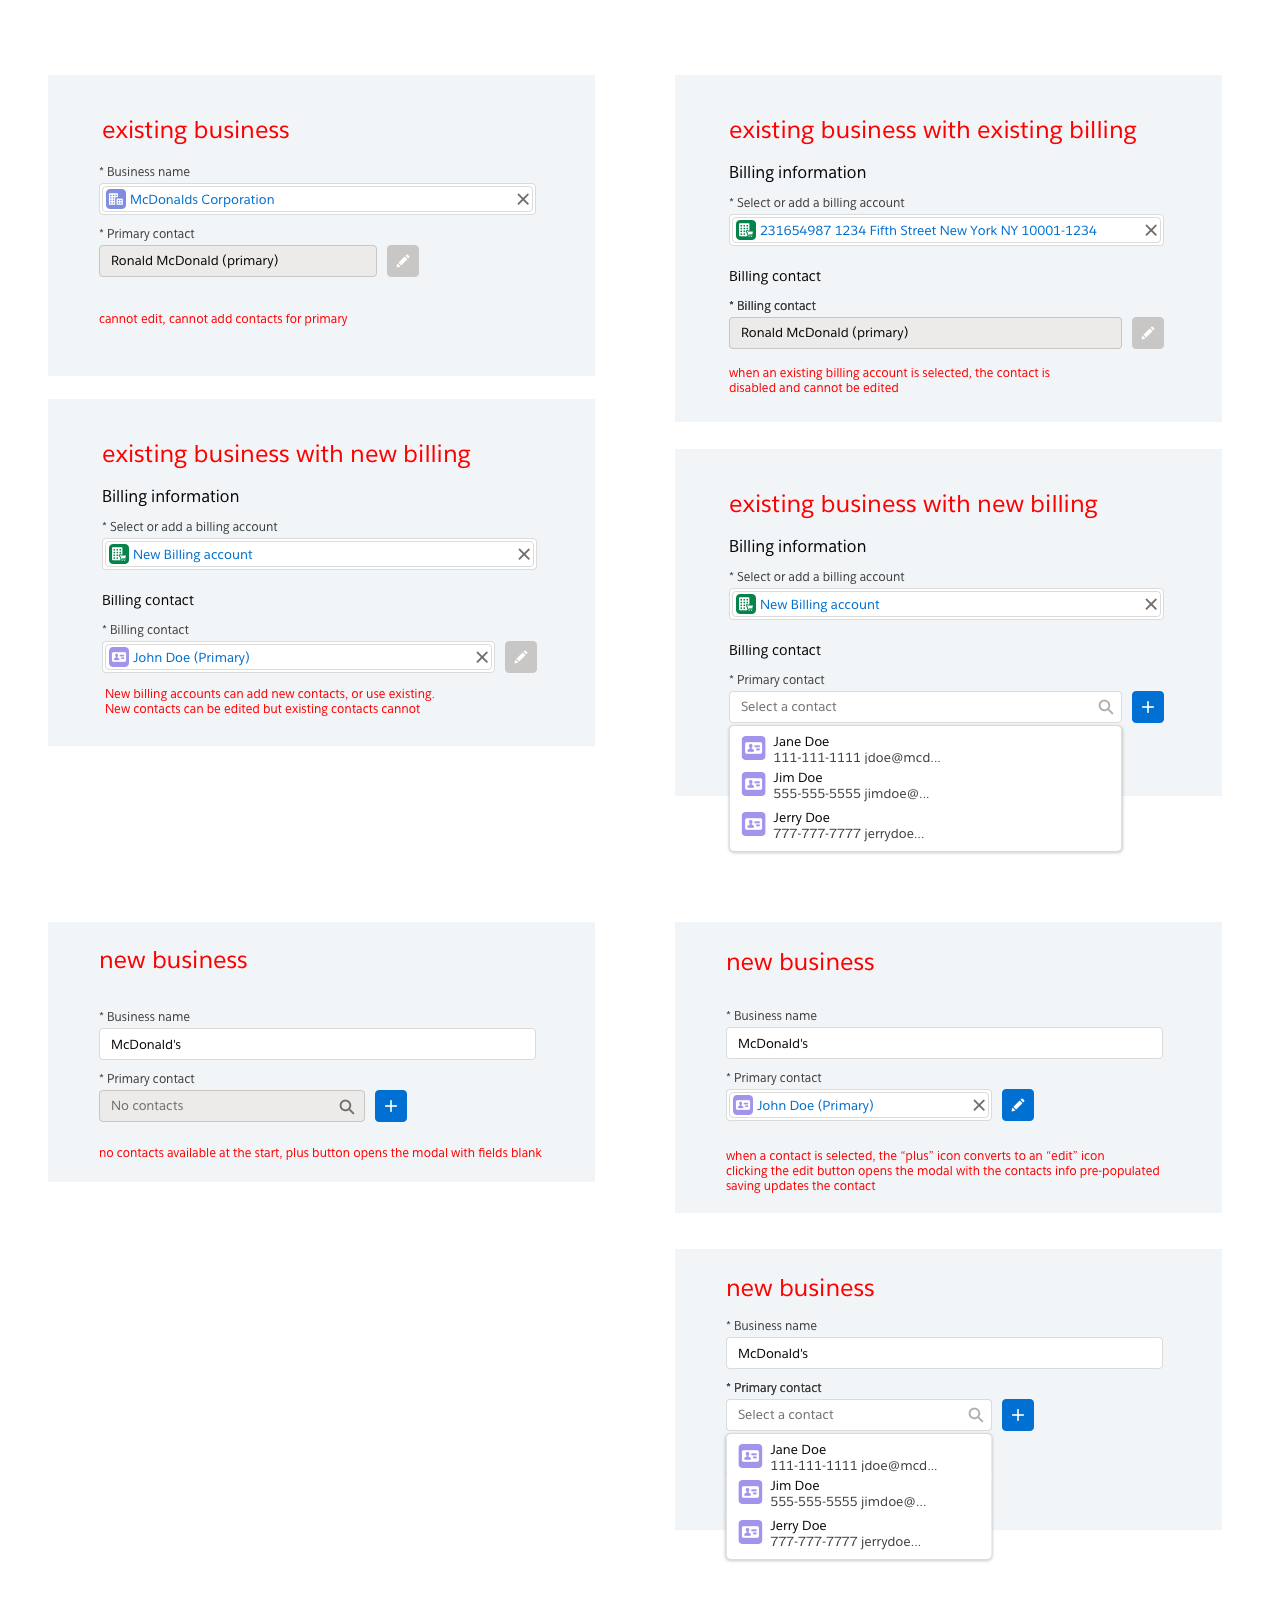 existing business
* Business name
McDonalds Corporation
* Primary contact
Ronald McDonald (primary)
cannot edit, cannot add contacts for primary
existing business with existing billing
Billing information
* Select or add a billing account
231654987 1234 Fifth Street New York NY 10001-1234
Billing contact
* Billing contact
Ronald McDonald (primary)
when an existing billing account is selected, the contact is
disabled and cannot be edited
existing business with new billing
Billing information
* Select or add a billing account
New Billing account
Billing contact
* Billing contact
John Doe (Primary)
New billing accounts can add new contacts, or use existing.
New contacts can be edited but existing contacts cannot
existing business with new billing
Billing information
* Select or add a billing account
New Billing account
Billing contact
* Primary contact
Select a contact
Jane Doe
111-111-1111 jdoe@mcd...
Jim Doe
555-555-5555 jimdoe@...
Jerry Doe
777-777-7777 jerrydoe...
new business
* Business name
McDonald's
* Primary contact
No contacts
no contacts available at the start, plus button opens the modal with fields blank
new business
* Business name
McDonald's
* Primary contact
John Doe (Primary)
when a contact is selected, the “plus” icon converts to an “edit” icon
clicking the edit button opens the modal with the contacts info pre-populated
saving updates the contact
new business
* Business name
McDonald's
* Primary contact
Select a contact
Jane Doe
111-111-1111 jdoe@mcd...
Jim Doe
555-555-5555 jimdoe@...
Jerry Doe
777-777-7777 jerrydoe...